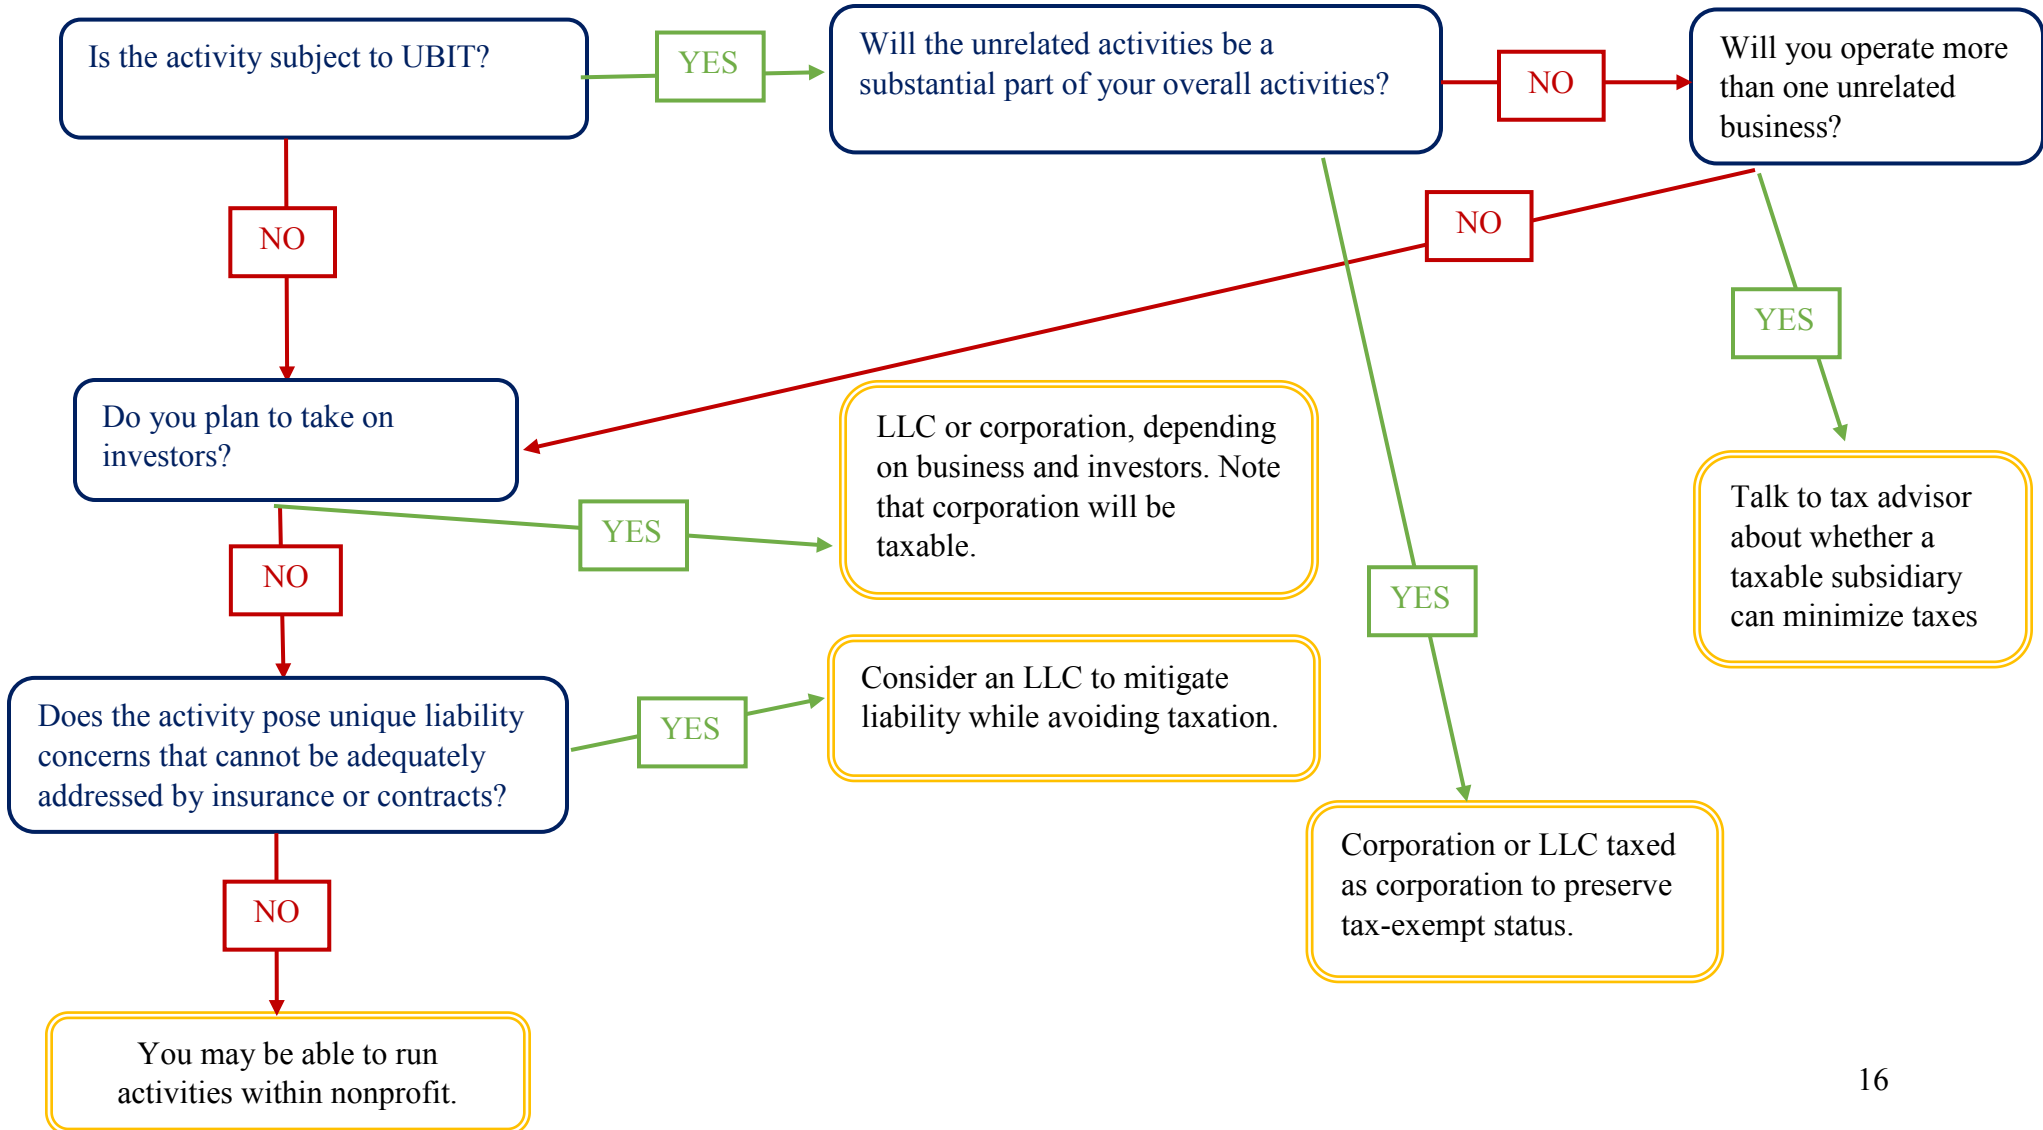 Is the activity subject to UBIT?
YES
Will the unrelated activities be a
substantial part of your overall activities?
NO
Will you operate more
than one unrelated
business?
NO
NO
YES
Do you plan to take on
investors?
YES
LLC or corporation, depending
on business and investors. Note
that corporation will be
taxable.
Talk to tax advisor
about whether a
taxable subsidiary
can minimize taxes
NO
YES
Does the activity pose unique liability
concerns that cannot be adequately
addressed by insurance or contracts?
YES
Consider an LLC to mitigate
liability while avoiding taxation.
Corporation or LLC taxed
as corporation to preserve
tax-exempt status.
NO
You may be able to run
activities within nonprofit.
16